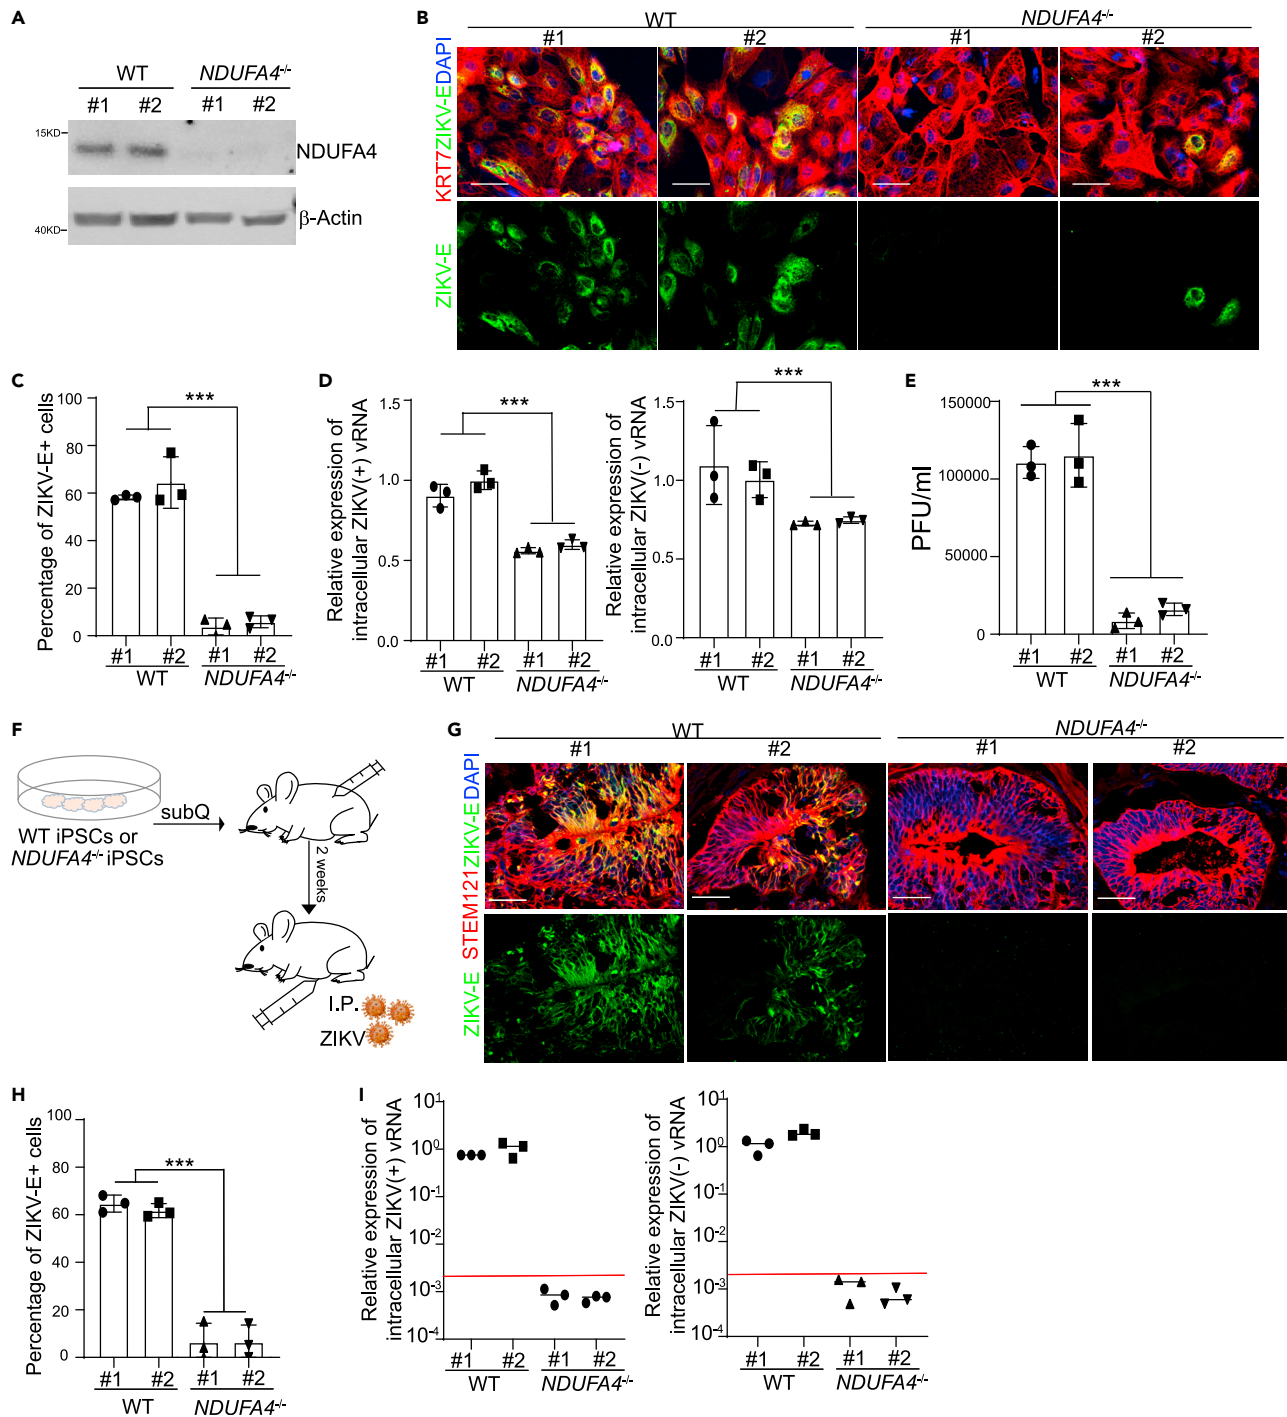 A
WT
NDUFA4-/-
#1
#2
#1
#2
15KD
NDUFA4
40KD
β-Actin
B
WT
NDUFA4-/-
#1
#2
#1
#2
KRT7ZIKV-EDAPI
ZIKV-E
C
Percentage of ZIKV-E+ cells
100
80
60
40
20
0
***
#1
#2
#1
#2
WT
NDUFA4-/-
D
Relative expression of
intracellular ZIKV(+) vRNA
1.5
1.0
0.5
0.0
***
#1
#2
#1
#2
WT
NDUFA4-/-
Relative expression of
intracellular ZIKV(-) vRNA
1.5
1.0
0.5
0.0
***
#1
#2
#1
#2
WT
NDUFA4-/-
E
PFU/ml
150000
100000
50000
0
***
#1
#2
#1
#2
WT
NDUFA4-/-
F
WT iPSCs or
NDUFA4-/- iPSCs
subQ
2 weeks
I.P.
ZIKV
G
WT
NDUFA4-/-
#1
#2
#1
#2
STEM121ZIKV-EDAPI
ZIKV-E
H
Percentage of ZIKV-E+ cells
100
80
60
40
20
0
***
#1
#2
#1
#2
WT
NDUFA4-/-
I
Relative expression of
intracellular ZIKV(+) vRNA
10^1
10^0
10^-1
10^-2
10^-3
10^-4
#1
#2
#1
#2
WT
NDUFA4-/-
Relative expression of
intracellular ZIKV(-) vRNA
10^1
10^0
10^-1
10^-2
10^-3
10^-4
#1
#2
#1
#2
WT
NDUFA4-/-